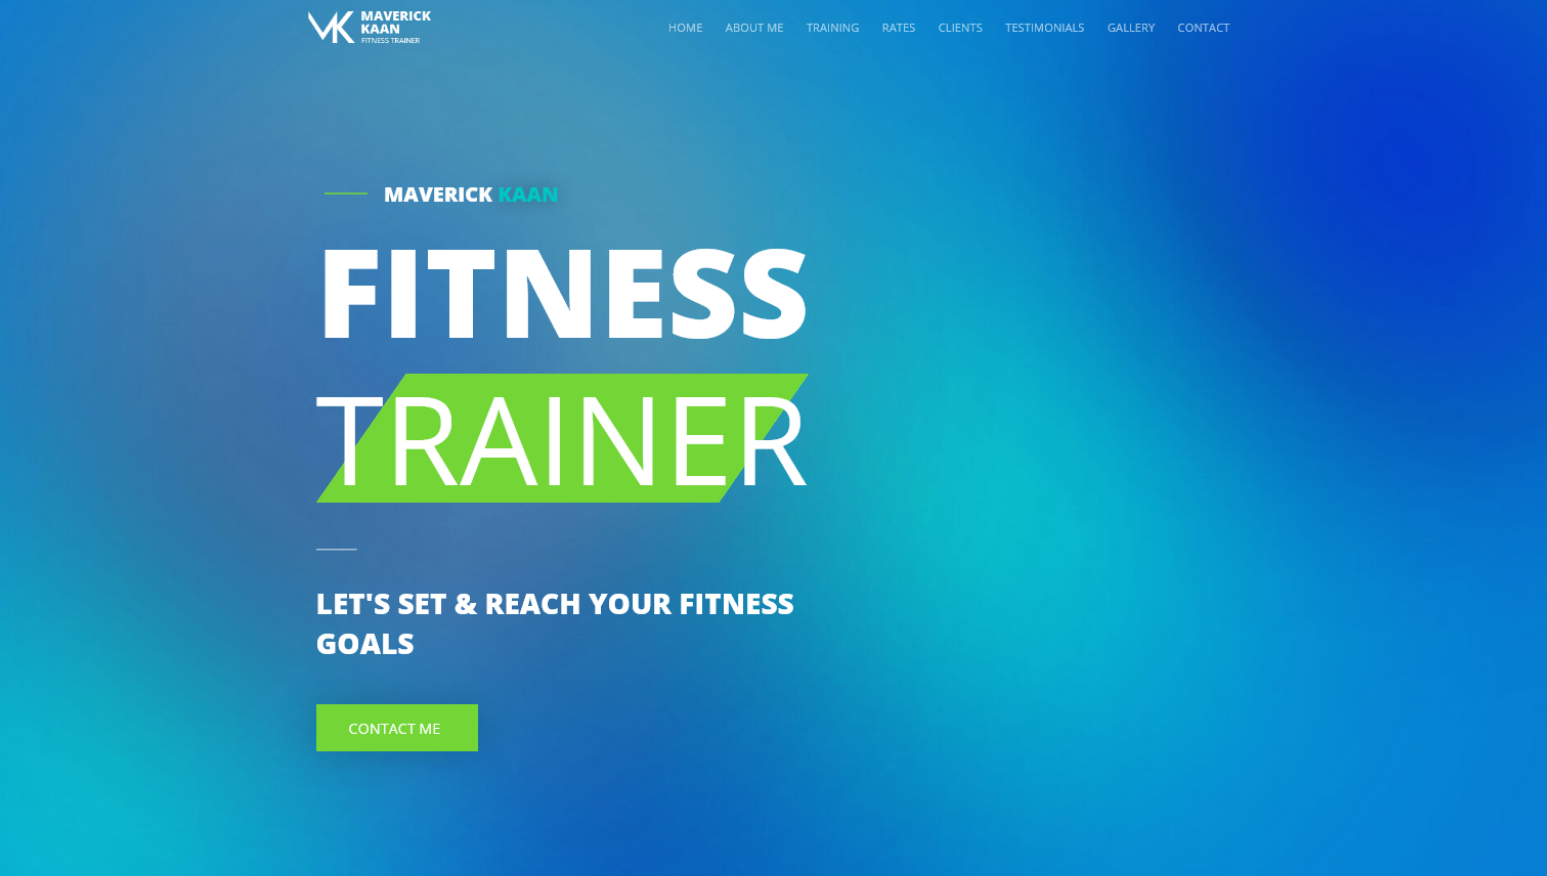 MAVERICK
KAAN
FITNESS TRAINER
HOME ABOUT ME TRAINING RATES CLIENTS TESTIMONIALS GALLERY CONTACT
MAVERICK KAAN
FITNESS
TRAINER
LET'S SET & REACH YOUR FITNESS
GOALS
CONTACT ME